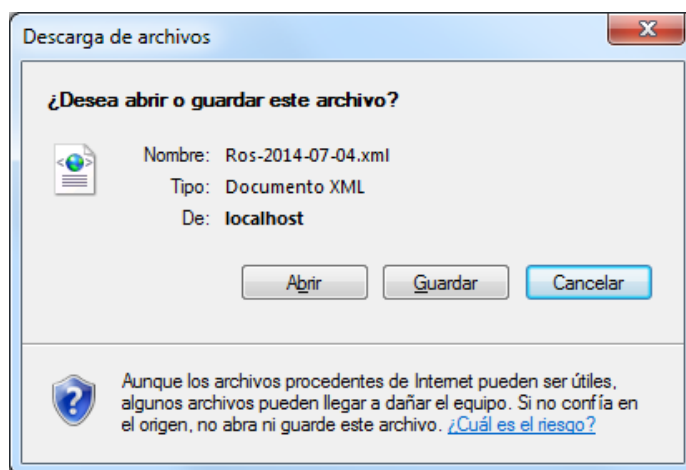 Descarga de archivos
¿Desea abrir o guardar este archivo?
Nombre: Ros-2014-07-04.xml
Tipo: Documento XML
De: localhost
Abrir Guardar Cancelar
Aunque los archivos procedentes de Internet pueden ser útiles,
algunos archivos pueden llegar a dañar el equipo. Si no confía en
el origen, no abra ni guarde este archivo. ¿Cuál es el riesgo?